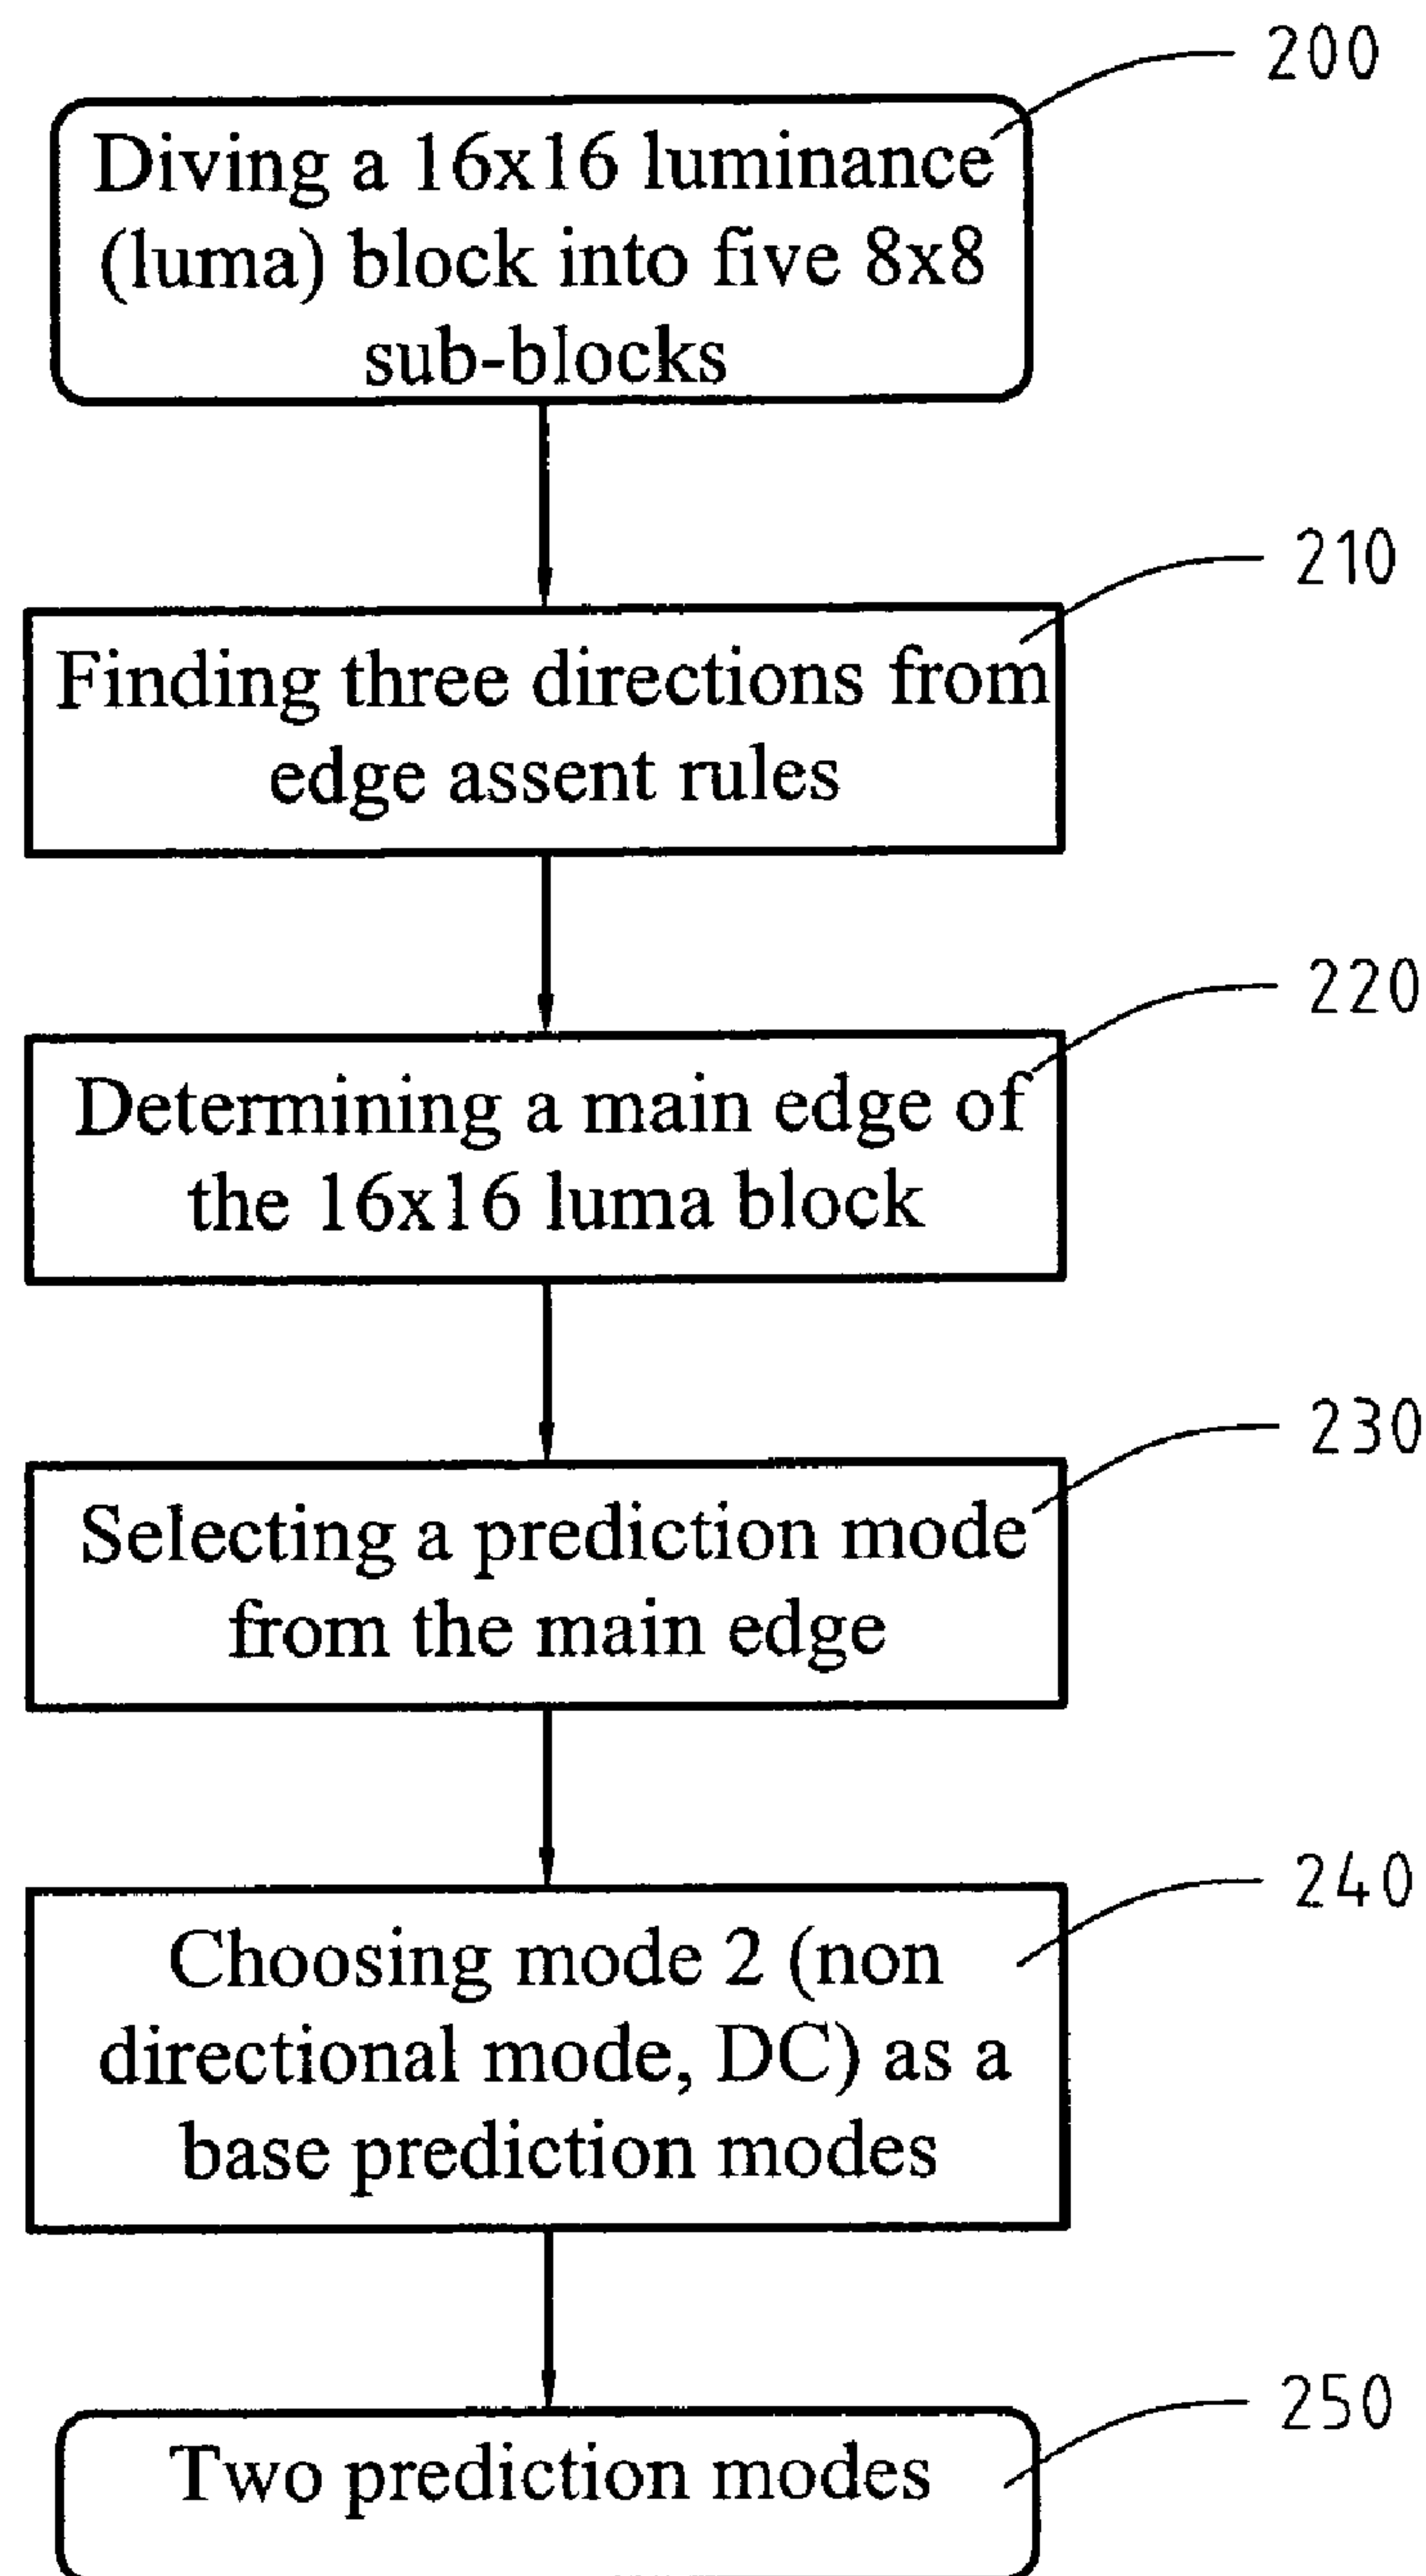 200
Diving a 16x16 luminance
(luma) block into five 8x8
sub-blocks
210
Finding three directions from
edge assent rules
220
Determining a main edge of
the 16x16 luma block
230
Selecting a prediction mode
from the main edge
240
Choosing mode 2 (non
directional mode, DC) as a
base prediction modes
250
Two prediction modes